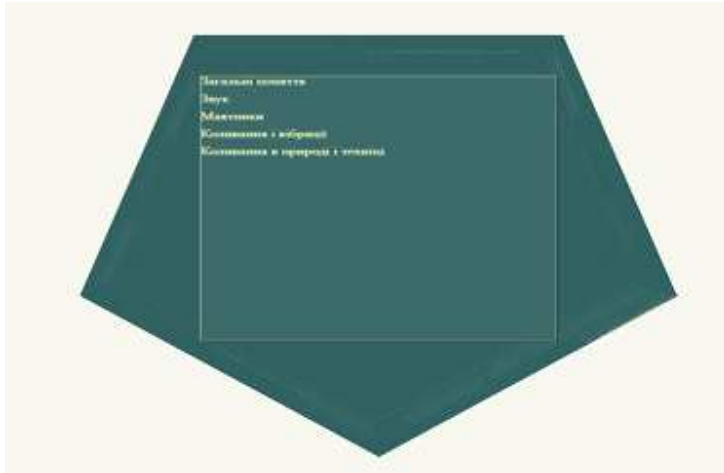 Загальні поняття
Звук
Маятники
Коливання і вібрації
Коливання в природі і техніці